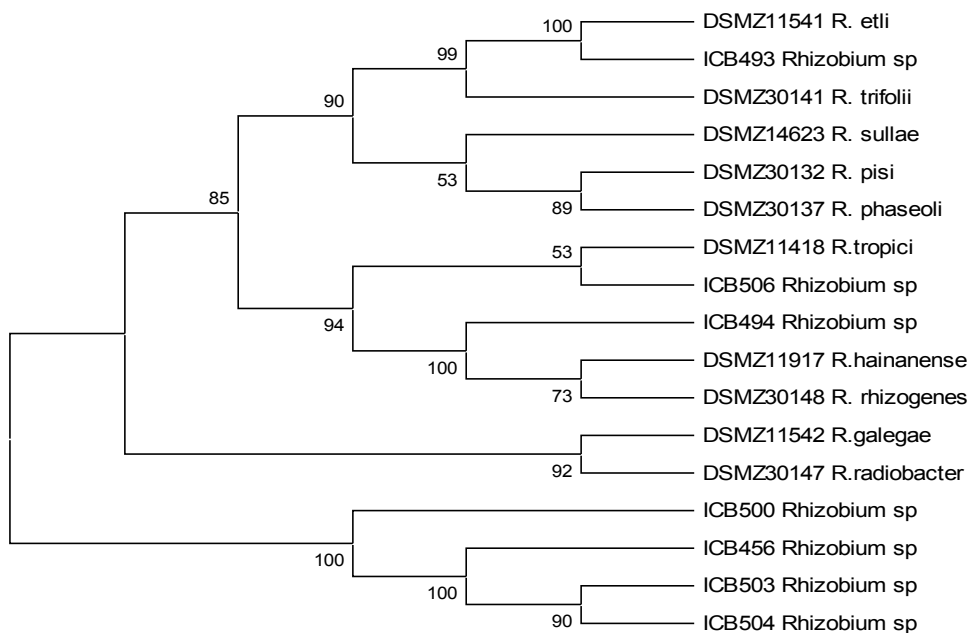 DSMZ11541 R. etli
100
ICB493 Rhizobium sp
99
DSMZ30141 R. trifolii
90
DSMZ14623 R. sullae
53
DSMZ30132 R. pisi
85
89
DSMZ30137 R. phaseoli
53
DSMZ11418 R.tropici
ICB506 Rhizobium sp
94
ICB494 Rhizobium sp
100
DSMZ11917 R.hainanense
73
DSMZ30148 R. rhizogenes
DSMZ11542 R.galegae
92
DSMZ30147 R.radiobacter
ICB500 Rhizobium sp
100
ICB456 Rhizobium sp
100
ICB503 Rhizobium sp
90
ICB504 Rhizobium sp